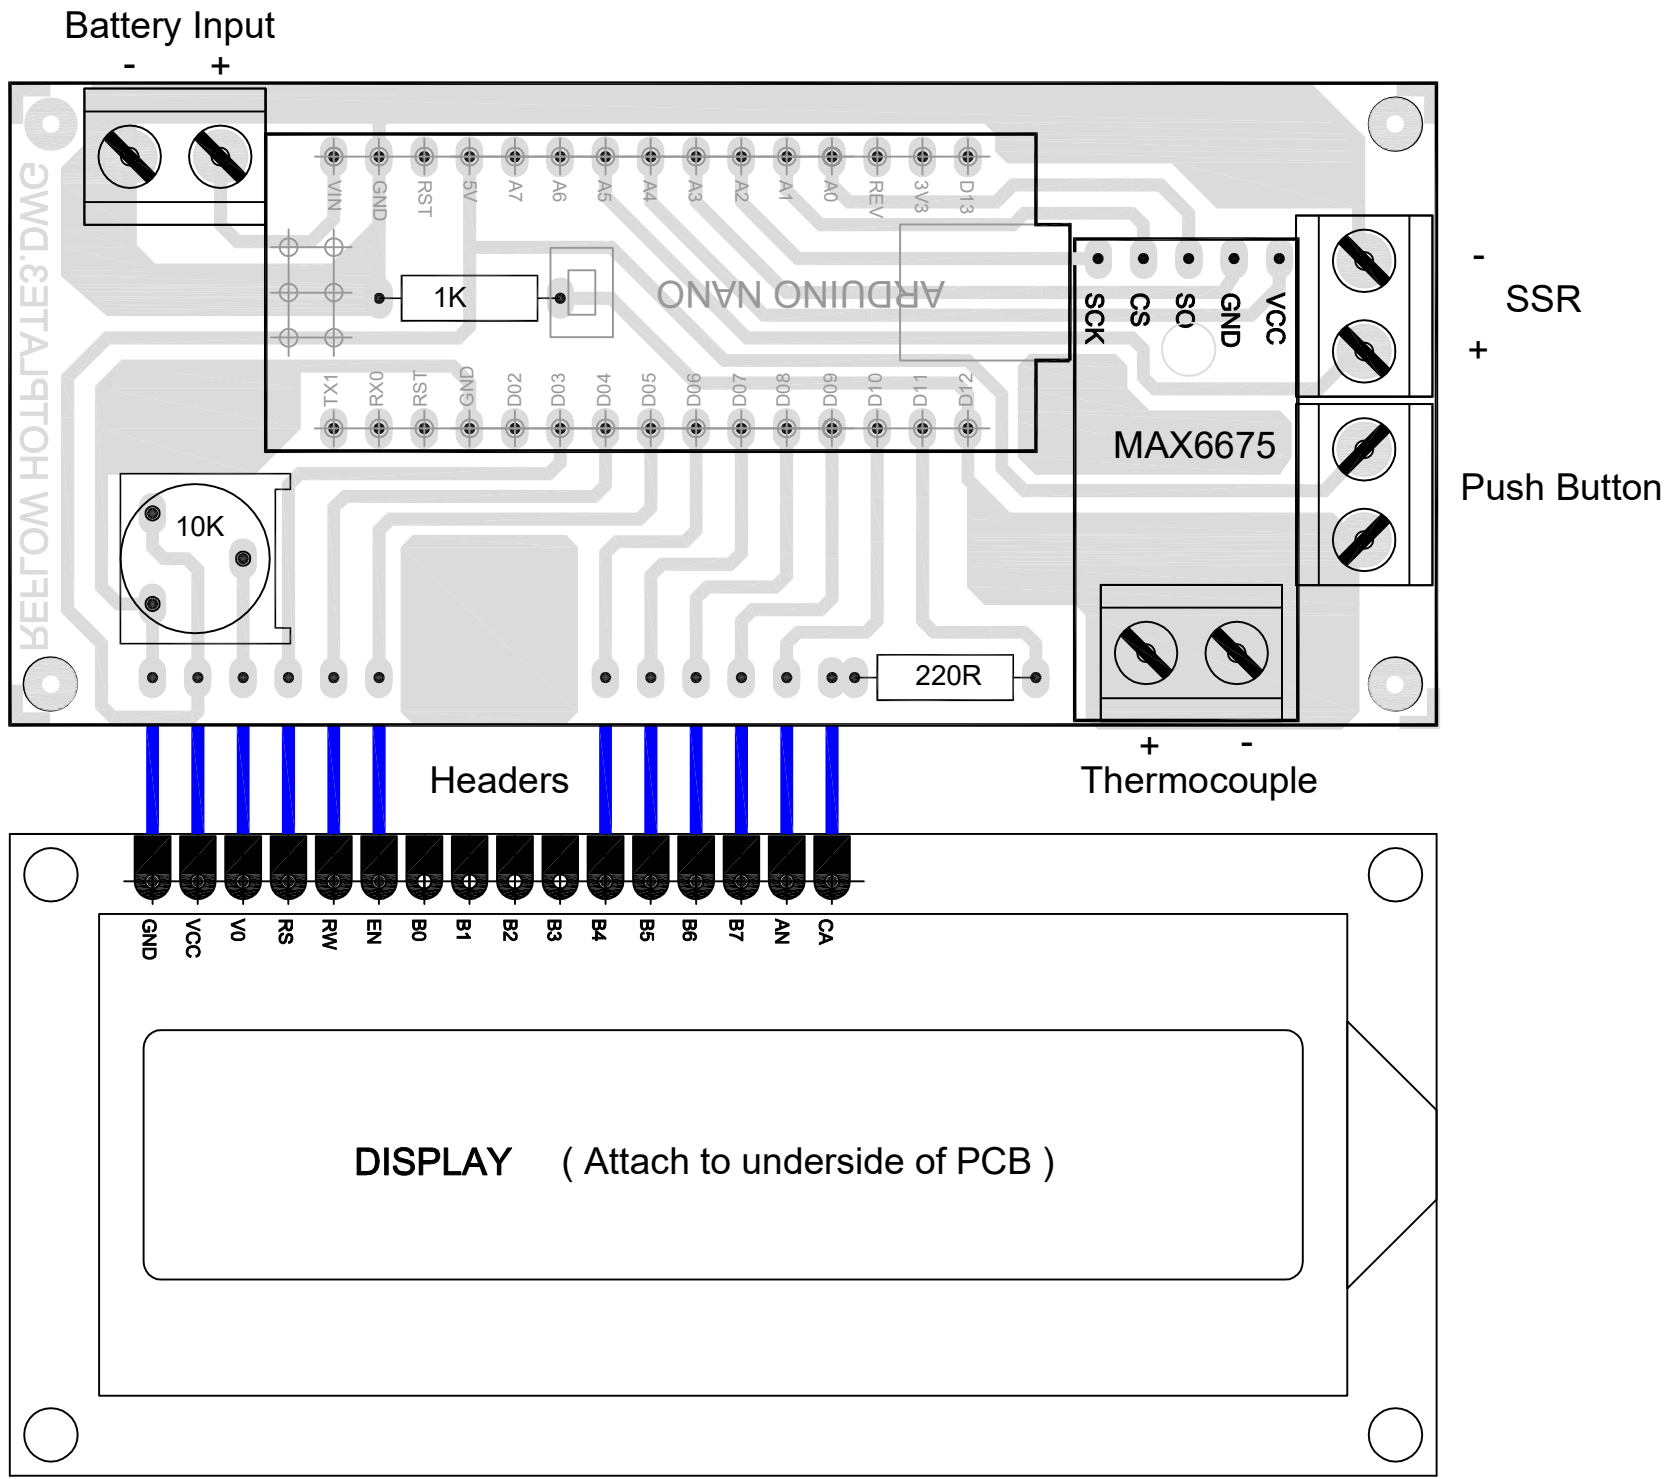 Battery Input
- +
REFLOW HOTPLATE3.DWG
VIN GND RST 5V A7 A6 A5 A4 A3 A2 A1 A0 REV 3V3 D13
1K
ARDUINO NANO
SCK CS SO GND VCC
-
SSR
+
TX1 RX0 RST GND D02 D03 D04 D05 D06 D07 D08 D09 D10 D11 D12
MAX6675
Push Button
10K
220R
+ -
Headers
Thermocouple
GND VCC V0 RS RW EN B0 B1 B2 B3 B4 B5 B6 B7 AN CA
DISPLAY ( Attach to underside of PCB )